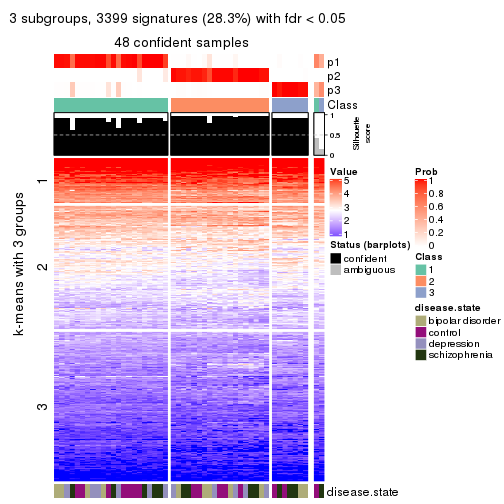 3 subgroups, 3399 signatures (28.3%) with fdr < 0.05
48 confident samples
p1
p2
p3
Class
1
0.5
0
Silhouette
score
k-means with 3 groups
1
2
3
disease.state
Value
5
4
3
2
1
Status (barplots)
confident
ambiguous
Prob
1
0.8
0.6
0.4
0.2
0
Class
1
2
3
disease.state
bipolar disorder
control
depression
schizophrenia